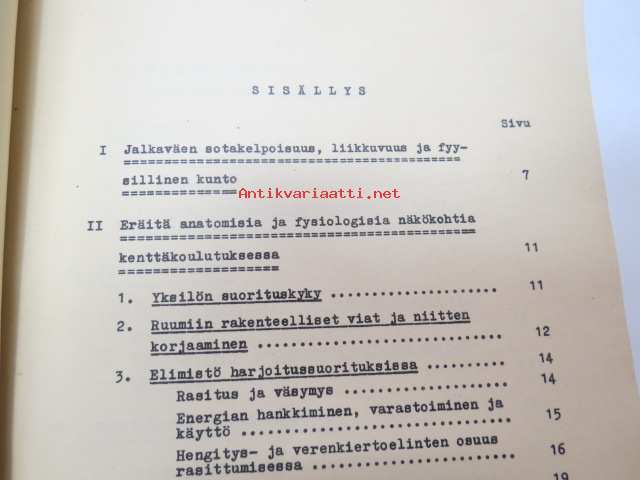 SISÄLLYS
Sivu
I Jalkaväen sotakelpoisuus, liikkuvuus ja fyy-
sillinen kunto 7
Antikvariaatti.net
II Eräitä anatomisia ja fysiologisia näkökohtia
kenttäkoulutuksessa 11
1. Yksilön suorituskyky .................. 11
2. Ruumiin rakenteelliset viat ja niitten
korjaaminen .......................... 12
3. Elimistö harjoitussuorituksissa ........ 14
Rasitus ja väsymys ................... 14
Energian hankkiminen, varastoiminen ja
käyttö ............................... 15
Hengitys- ja verenkiertoelinten osuus
rasittumisessa ....................... 16
19